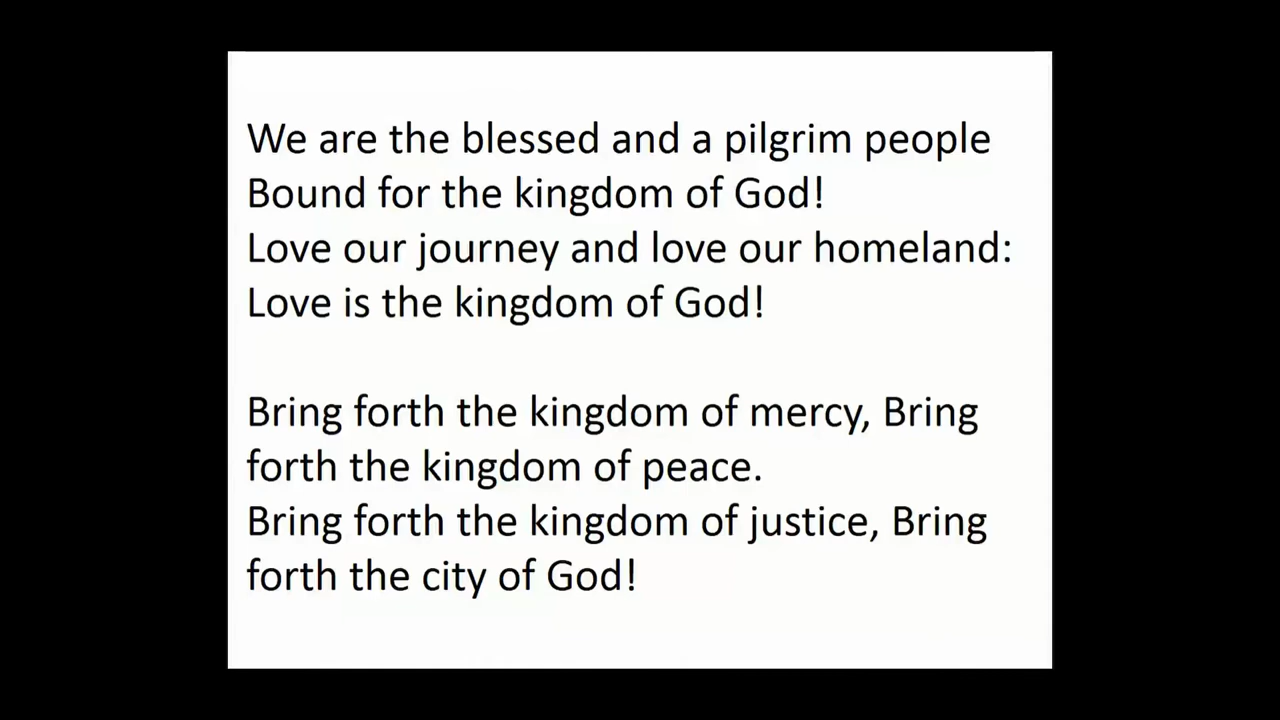 We are the blessed and a pilgrim people
Bound for the kingdom of God!
Love our journey and love our homeland:
Love is the kingdom of God!
Bring forth the kingdom of mercy, Bring
forth the kingdom of peace.
Bring forth the kingdom of justice, Bring
forth the city of God!